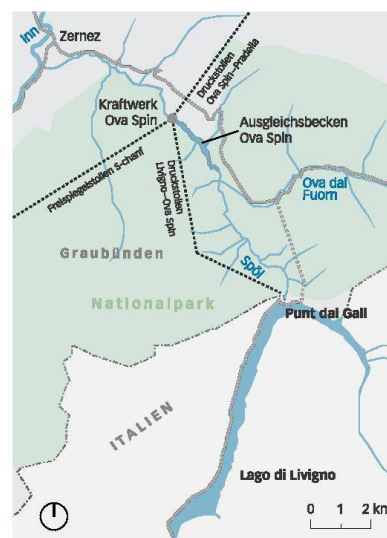 Inn
Zernez
Druckstollen
Ova Spin–Pradella
Kraftwerk
Ova Spin
Ausgleichsbecken
Ova Spin
Freispiegelstollen S-chanf
Druckstollen
Livigno–Ova Spin
Ova dal
Fuorn
Graubünden
Spöl
Nationalpark
Punt dal Gall
ITALIEN
Lago di Livigno
0 1 2 km